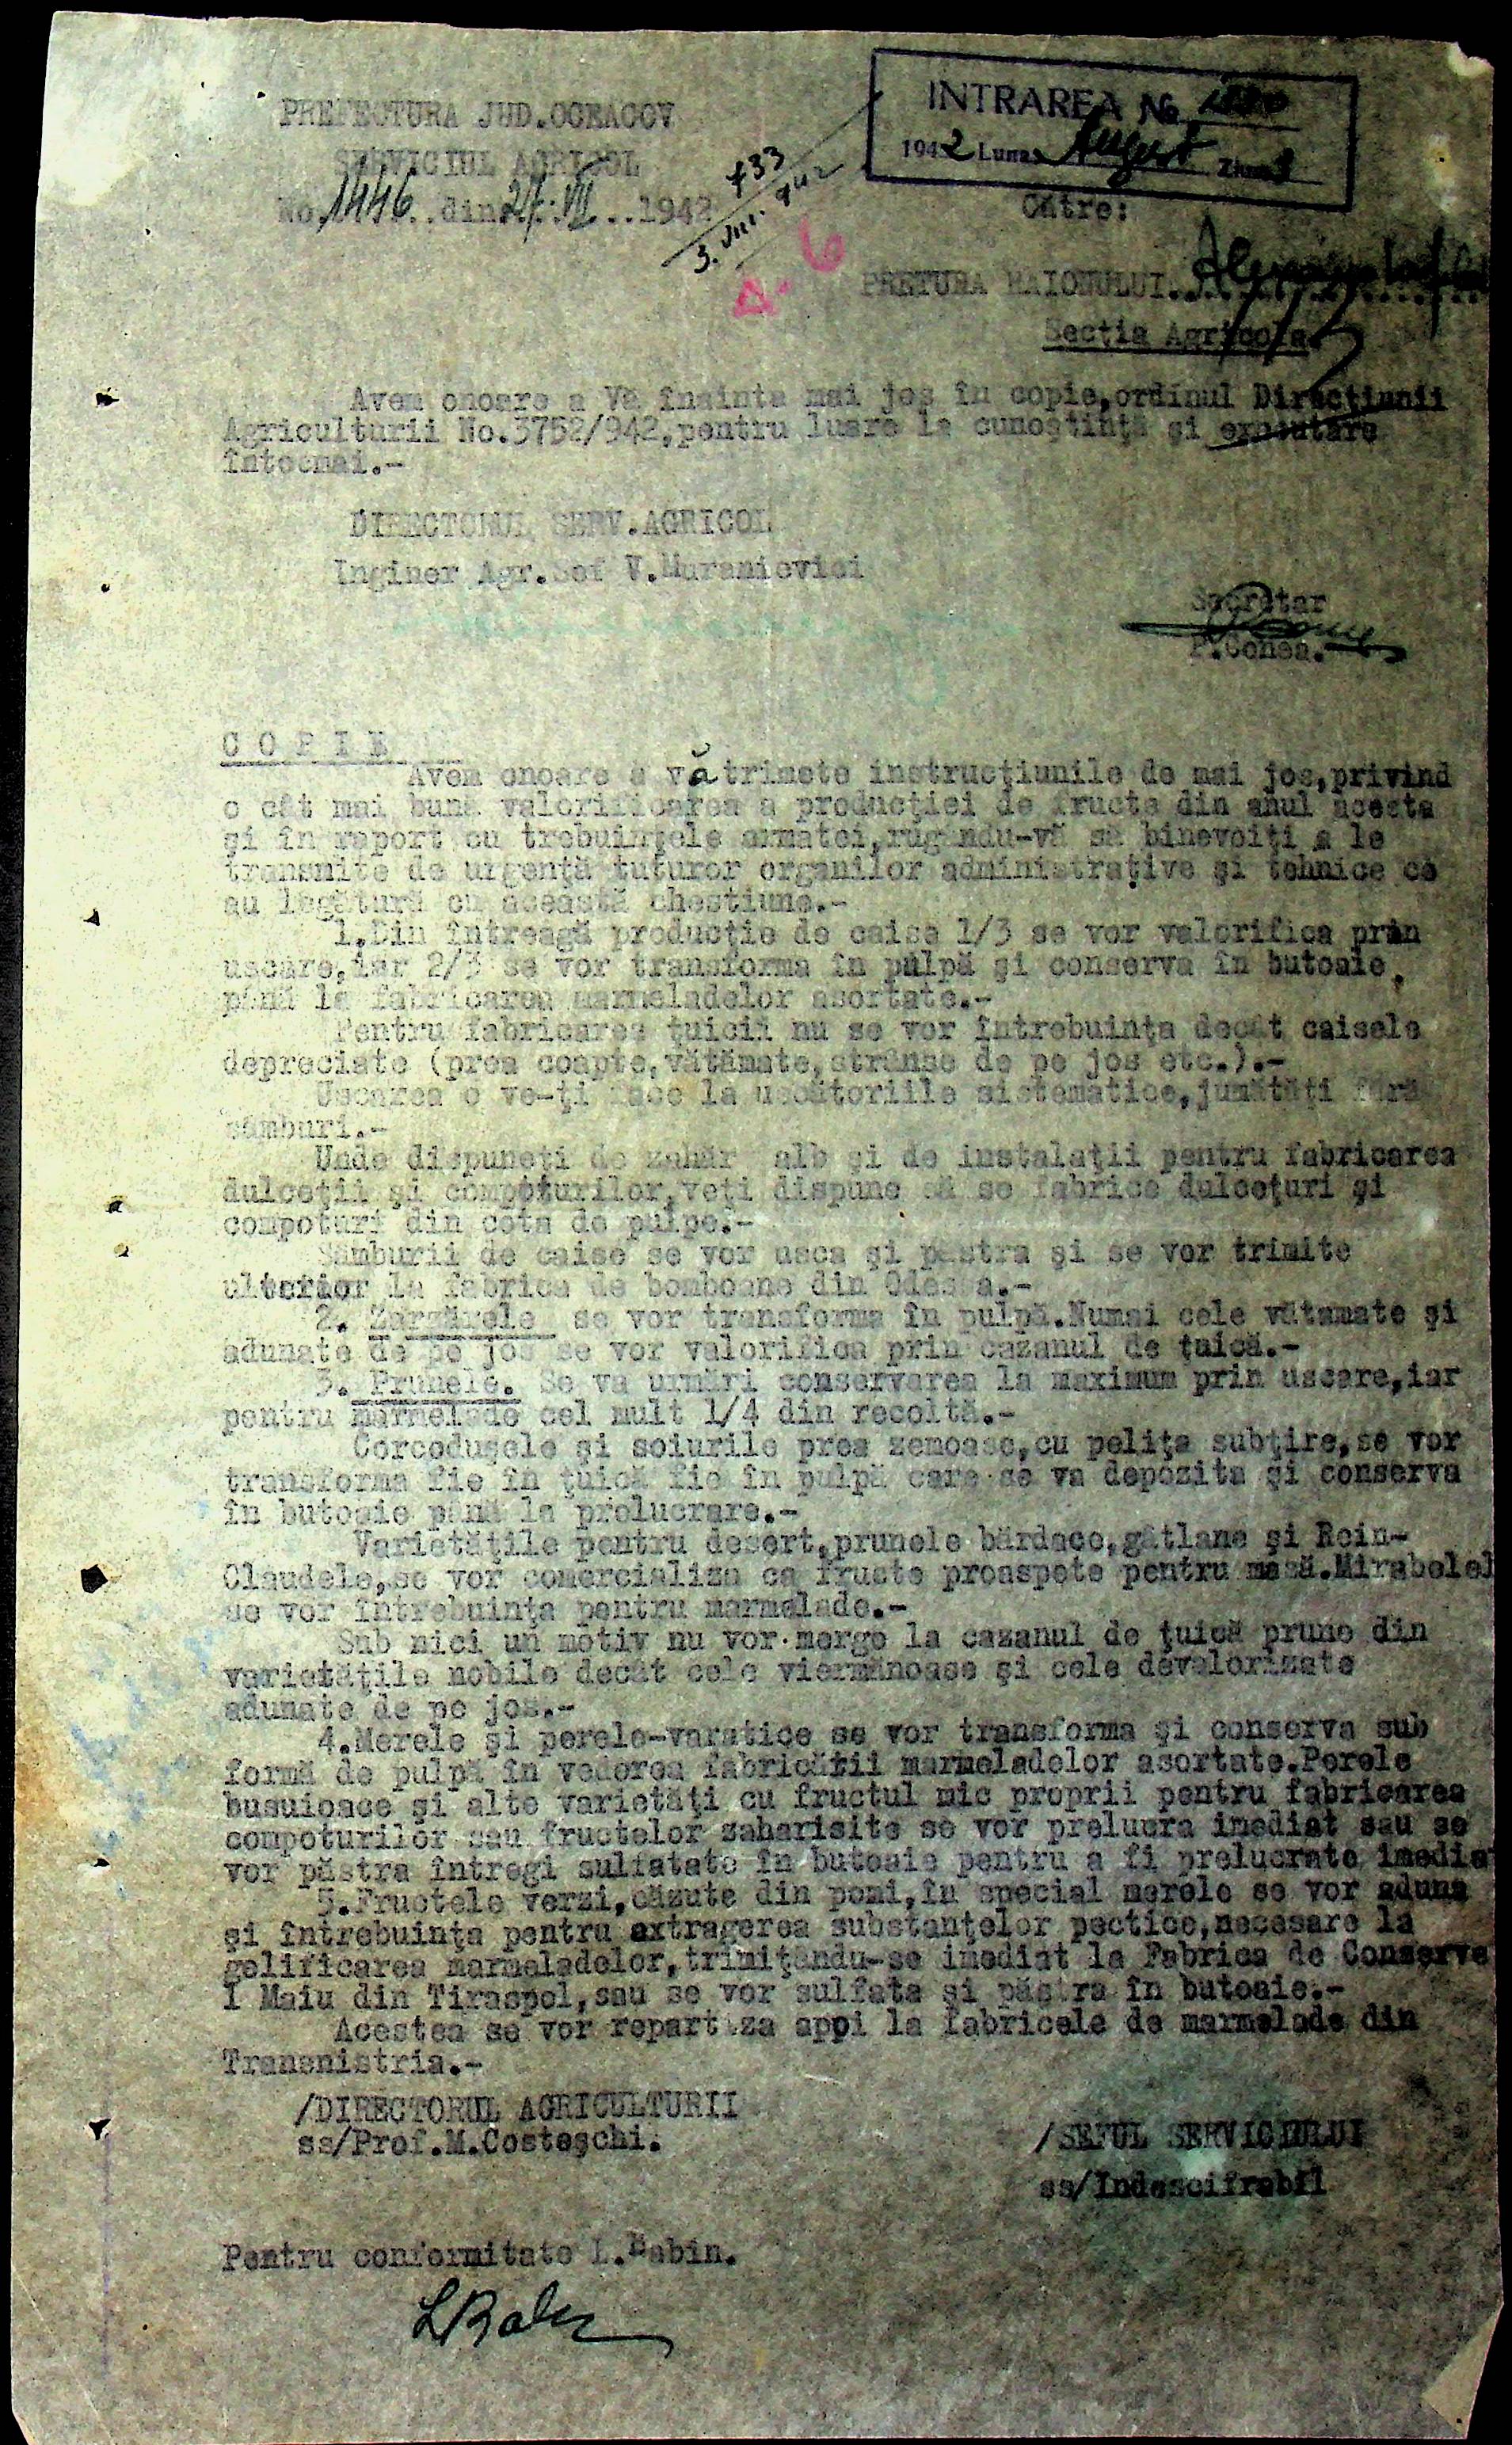 PREFECTURA JUD.OCEACOV
SERVICIUL AGRICOL
No.1446..din.27.VII...1942
733
3.VIII.942
INTRAREA №
1942 Luna August Ziua 3
Către:
PRETURA RAIONULUI
Secţia Agricola
Avem onoare a Vă înainta mai jos în copie,ordinul Direcţiunii
Agriculturii No.3752/942,pentru luare la cunoştinţă şi executare
întocmai.-
DIRECTORUL SERV.AGRICOL
Inginer Agr.Sef V.Muranievici
Secretar
P.Conea.
C O P I E
Avem onoare a vă trimete instrucţiunile de mai jos,privind
o cât mai bună valorificarea a producţiei de fructe din anul acesta
şi în raport cu trebuinţele armatei,rugându-vă să binevoiţi a le
transmite de urgenţă tuturor organilor administrative şi tehnice ce
au legătură cu această chestiune.-
1.Din întreagă producţie de caise 1/3 se vor valorifica prin
uscare,iar 2/3 se vor transforma în pulpă şi conserva în butoaie,
până la fabricarea marmeladelor asortate.-
Pentru fabricarea ţuicii nu se vor întrebuinţa decât caisele
depreciate (prea coapte,vătămate,strânse de pe jos etc.).-
Uscarea o ve-ţi face la uscătoriile sistematice,jumătăţi fără
sâmburi.-
Unde dispuneţi de zahăr alb şi de instalaţii pentru fabricarea
dulceţii şi compoturilor,veţi dispune să se fabrice dulceţuri şi
compoturi din cota de pulpe.-
Sâmburii de caise se vor usca şi păstra şi se vor trimite
ulterior la fabrica de bomboane din Odessa.-
2. Zarzărele se vor transforma în pulpă.Numai cele vătamate şi
adunate de pe jos se vor valorifica prin cazanul de ţuică.-
3. Prunele. Se va urmări conservarea la maximum prin uscare,iar
pentru marmelade cel mult 1/4 din recoltă.-
Corcoduşele şi soiurile prea zemoase,cu peliţa subţire,se vor
transforma fie în ţuică fie în pulpă care se va depozita şi conserva
în butoaie până la prelucrare.-
Varietăţile pentru desert,prunele bărdace,gâtlane şi Rein-
Claudele,se vor comercializa ca fructe proaspete pentru masă.Mirabelel
se vor întrebuinţa pentru marmelade.-
Sub nici un motiv nu vor merge la cazanul de ţuică prune din
varietăţile nobile decât cele viermănoase şi cele devalorizate
adunate de pe jos.-
4.Merele şi perele-varatice se vor transforma şi conserva sub
formă de pulpă în vederea fabricătii marmeladelor asortate.Perele
busuioace şi alte varietăţi cu fructul mic proprii pentru fabricarea
compoturilor sau fructelor zaharisite se vor prelucra imediat sau se
vor păstra întregi sulfatate în butoaie pentru a fi prelucrate imediat
5.Fructele verzi,căzute din pomi,în special merele se vor aduna
şi întrebuinţa pentru extragerea substanţelor pectice,necesare la
gelificarea marmeladelor,trimiţându-se imediat la Fabrica de Conserve
1 Maiu din Tiraspol,sau se vor sulfata şi păstra în butoaie.-
Acestea se vor repartiza appi la fabricele de marmelade din
Transnistria.-
/DIRECTORUL AGRICULTURII
ss/Prof.M.Costeşchi.
/SEFUL SERVICIULUI
ss/Indescifrabil
Pentru conformitate L.Babin.
LBabin